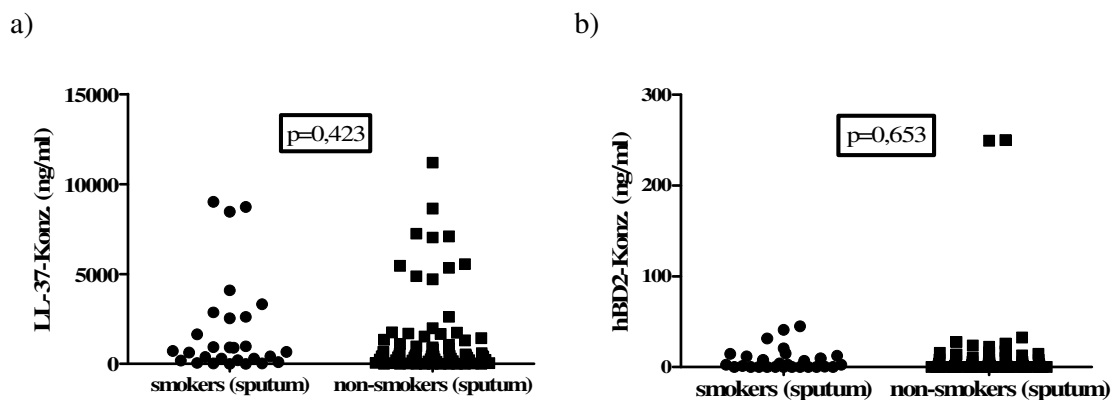 a)
15000
10000
5000
0
LL-37-Konz. (ng/ml)
p=0,423
smokers (sputum)
non-smokers (sputum)
b)
300
200
100
0
hBD2-Konz. (ng/ml)
p=0,653
smokers (sputum)
non-smokers (sputum)